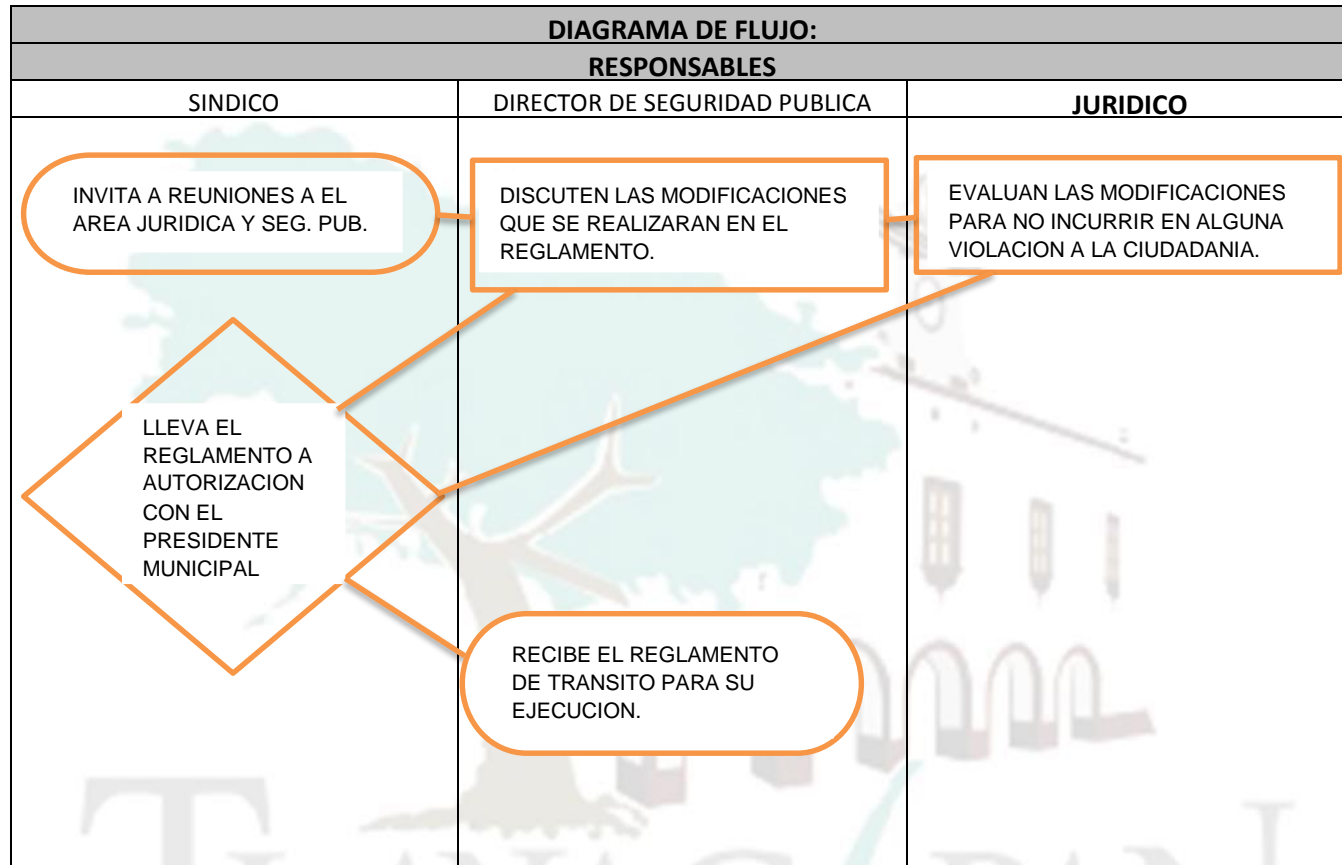 DIAGRAMA DE FLUJO:
RESPONSABLES
SINDICO
DIRECTOR DE SEGURIDAD PUBLICA
JURIDICO
INVITA A REUNIONES A EL
AREA JURIDICA Y SEG. PUB.
DISCUTEN LAS MODIFICACIONES
QUE SE REALIZARAN EN EL
REGLAMENTO.
EVALUAN LAS MODIFICACIONES
PARA NO INCURRIR EN ALGUNA
VIOLACION A LA CIUDADANIA.
LLEVA EL
REGLAMENTO A
AUTORIZACION
CON EL
PRESIDENTE
MUNICIPAL
RECIBE EL REGLAMENTO
DE TRANSITO PARA SU
EJECUCION.